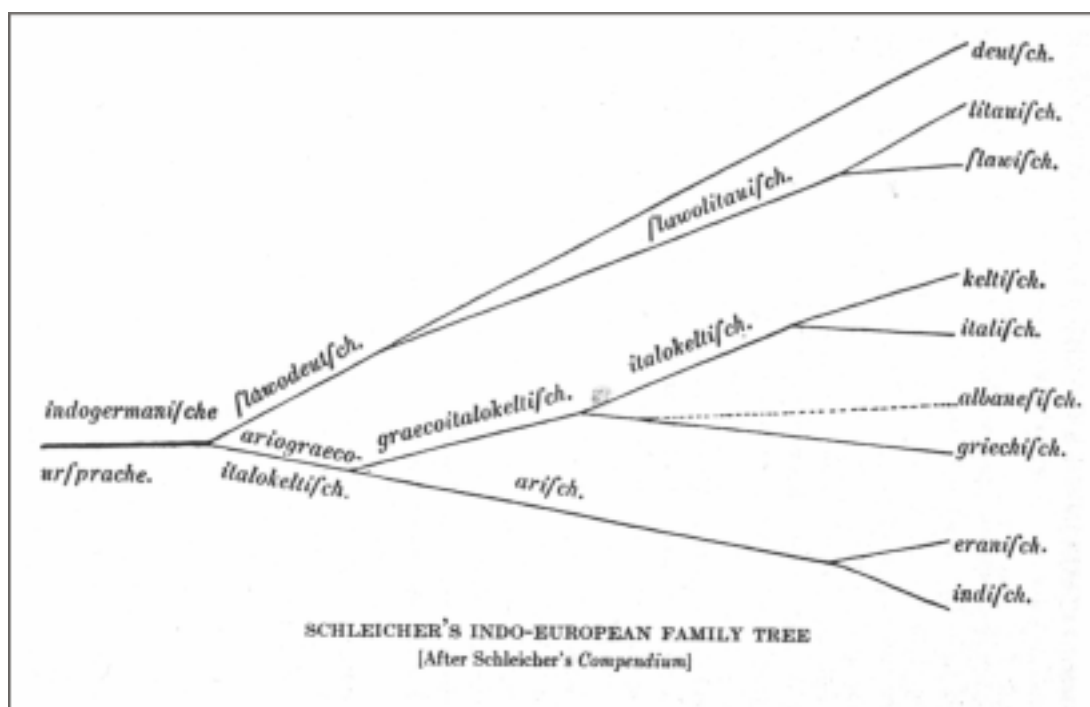 deutſch.
litauiſch.
ſlawiſch.
ſlawolitauiſch.
ſlawodeutſch.
keltiſch.
italiſch.
italokeltiſch.
albaneſiſch.
griechiſch.
graecoitalokeltiſch.
indogermaniſche
urſprache.
ariograeco-
italokeltiſch.
ariſch.
eraniſch.
indiſch.
SCHLEICHER'S INDO-EUROPEAN FAMILY TREE
[After Schleicher's Compendium]